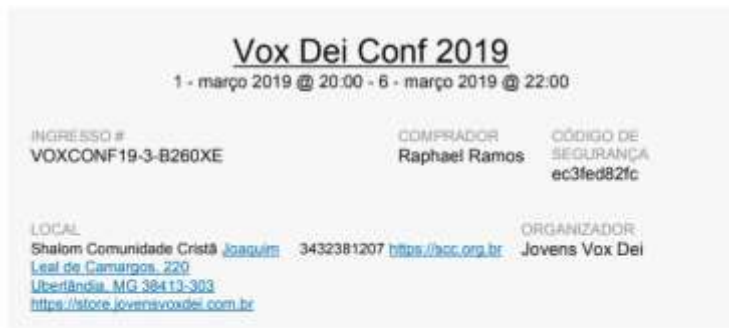 Vox Dei Conf 2019
1 - março 2019 @ 20:00 - 6 - março 2019 @ 22:00
INGRESSO #
VOXCONF19-3-B260XE
COMPRADOR
Raphael Ramos
CÓDIGO DE
SEGURANÇA
ec3fed82fc
LOCAL
Shalom Comunidade Cristã Joaquim
Leal de Camargos, 220
Uberlândia, MG 38413-303
https://store.jovensvoxdei.com.br
3432381207 https://scc.org.br
ORGANIZADOR
Jovens Vox Dei